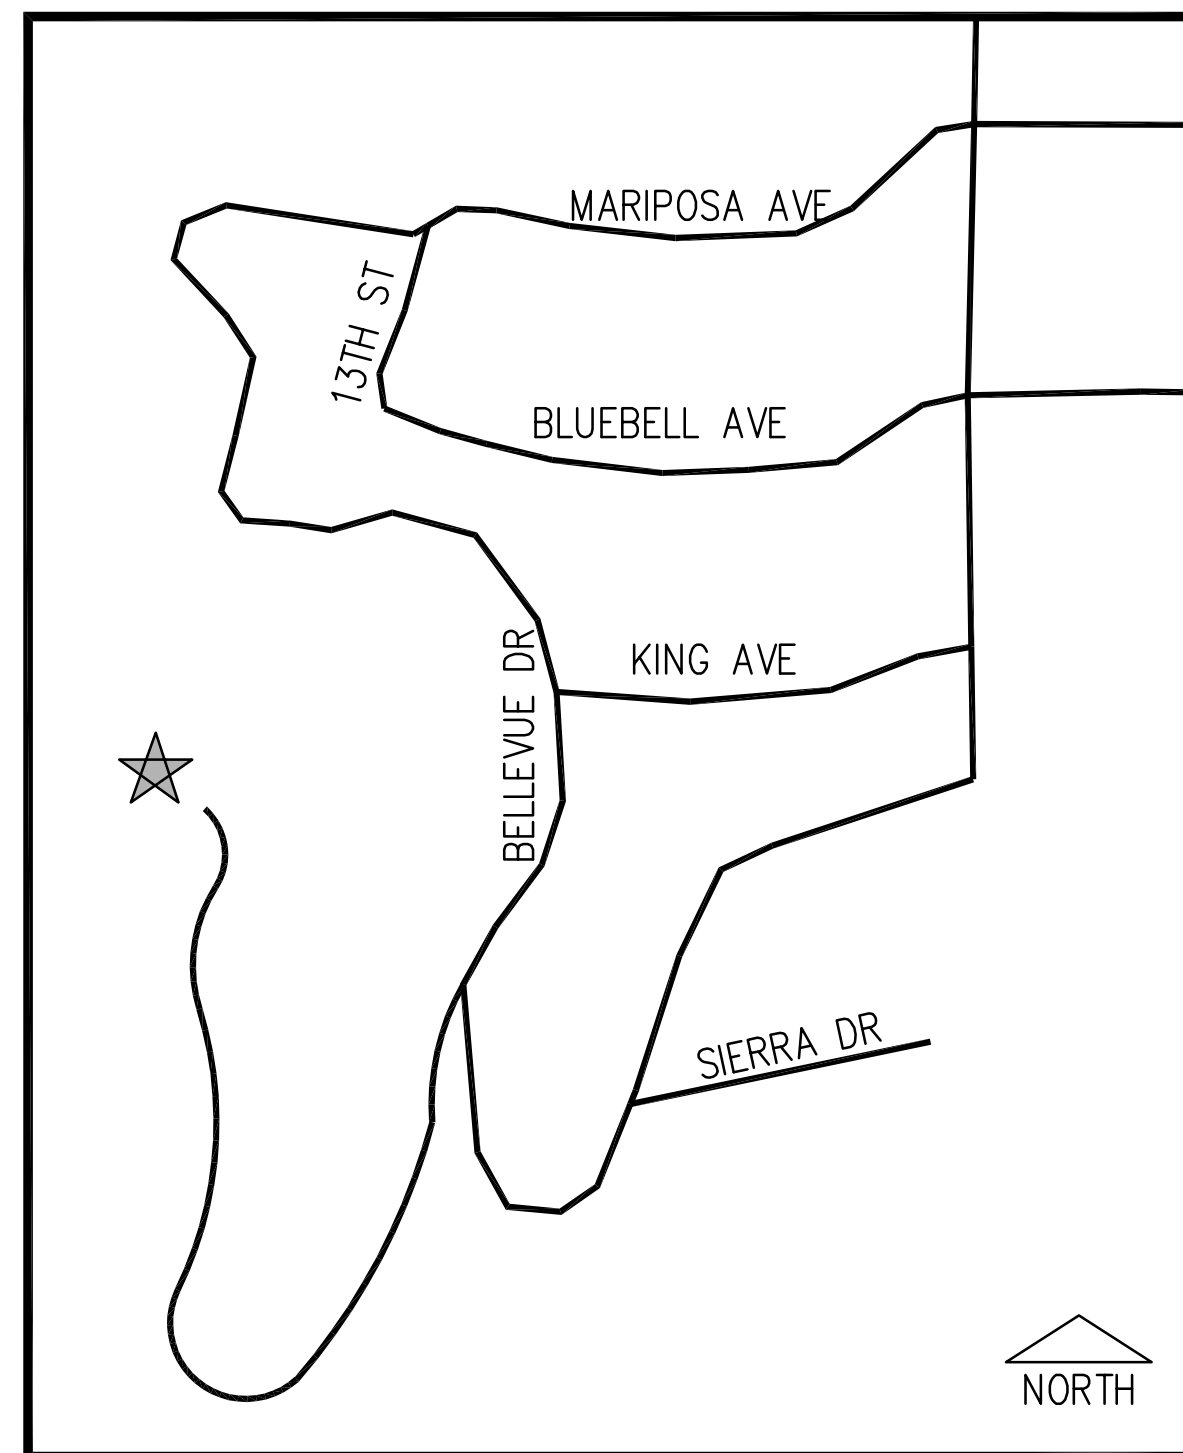 MARIPOSA AVE
13TH ST
BLUEBELL AVE
KING AVE
BELLEVUE DR
SIERRA DR
NORTH